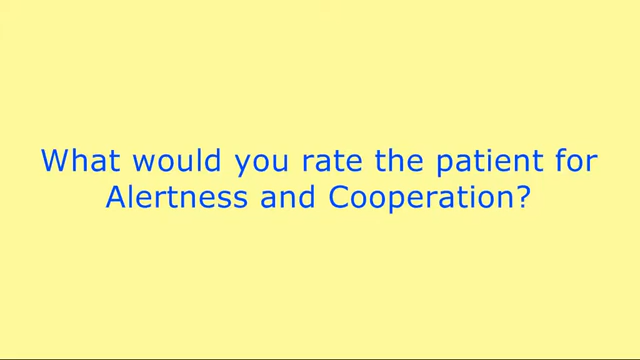 What would you rate the patient for
Alertness and Cooperation?